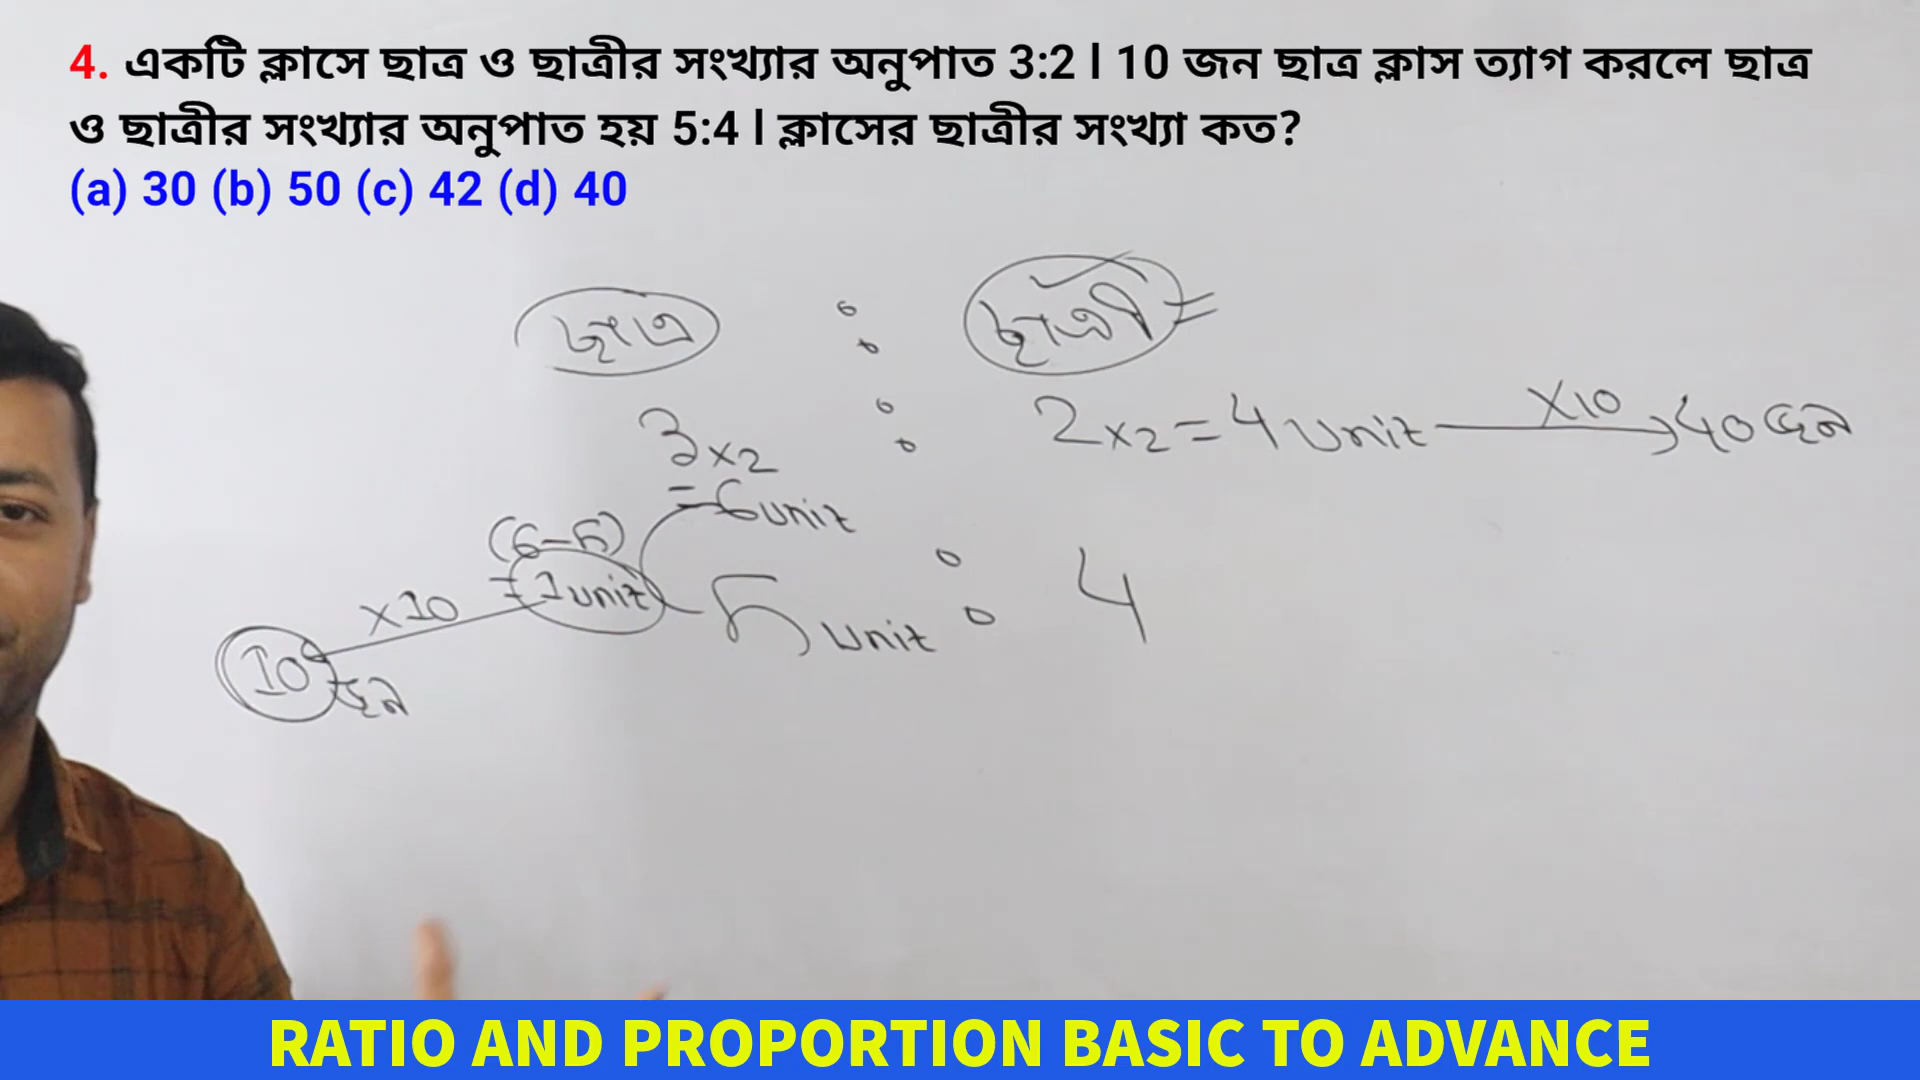 4. একটি ক্লাসে ছাত্র ও ছাত্রীর সংখ্যার অনুপাত 3:2 l 10 জন ছাত্র ক্লাস ত্যাগ করলে ছাত্র
ও ছাত্রীর সংখ্যার অনুপাত হয় 5:4 l ক্লাসের ছাত্রীর সংখ্যা কত?
(a) 30 (b) 50 (c) 42 (d) 40
ছাত্র : ছাত্রী =
3x2 : 2x2=4 unit x10 40 জন
=6 unit
(6-5)
=1 unit 5 unit : 4
x10
10 জন
RATIO AND PROPORTION BASIC TO ADVANCE